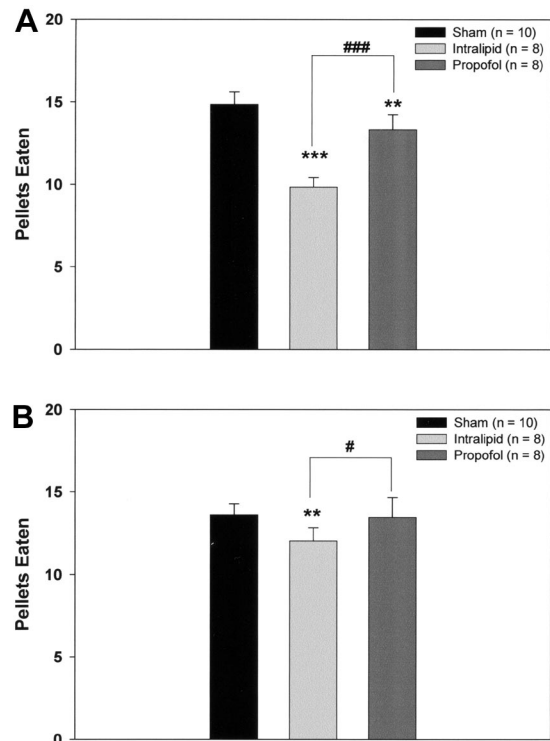 A
20
15
10
5
0
Pellets Eaten
Sham (n = 10)
Intralipid (n = 8)
Propofol (n = 8)
###
***
**
B
20
15
10
5
0
Pellets Eaten
Sham (n = 10)
Intralipid (n = 8)
Propofol (n = 8)
#
**